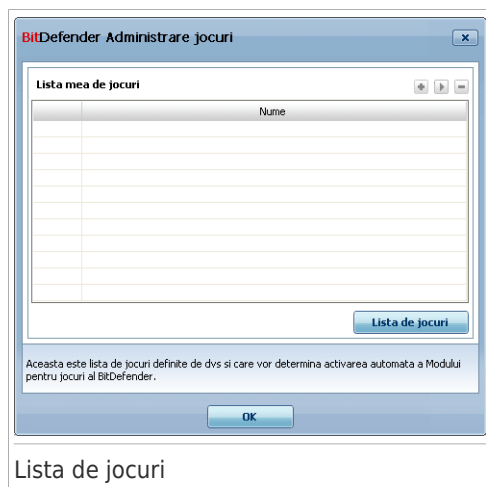 BitDefender Administrare jocuri
Lista mea de jocuri
Nume
Lista de jocuri
Aceasta este lista de jocuri definite de dvs si care vor determina activarea automata a Modului
pentru jocuri al BitDefender.
OK
Lista de jocuri